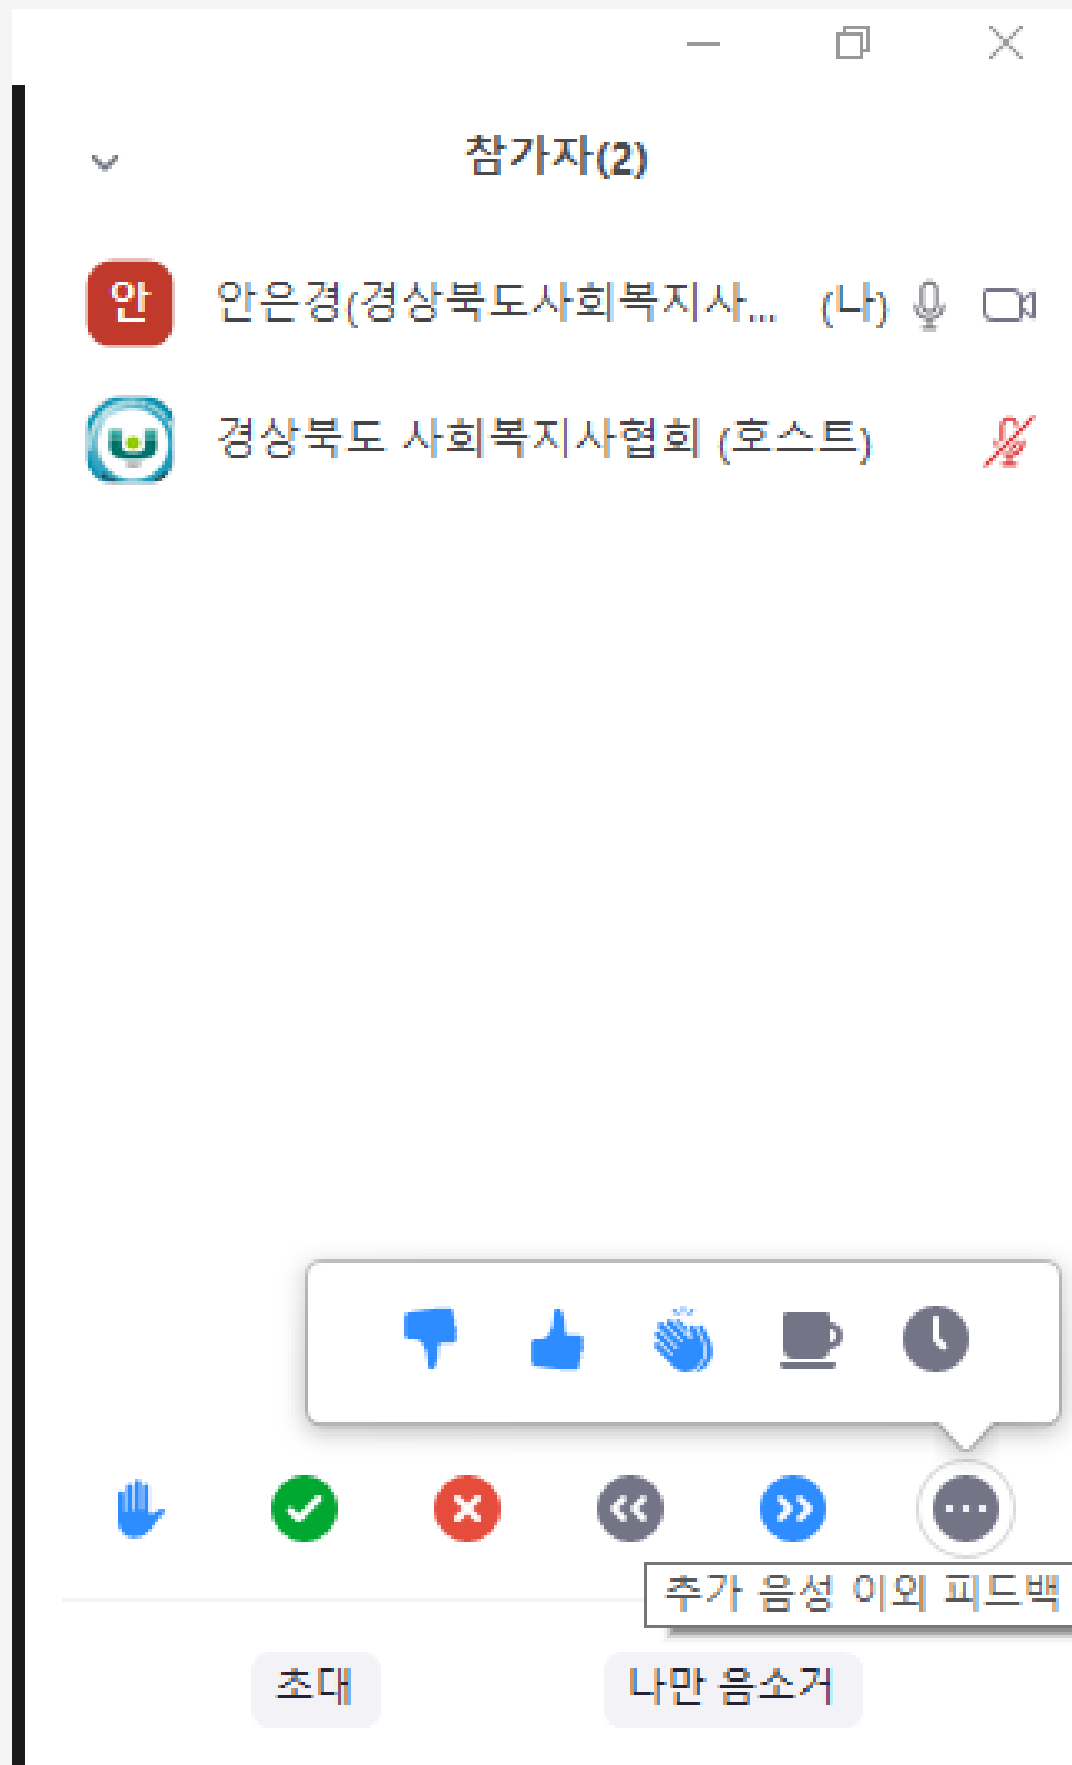 참가자(2)
안
안은경(경상북도사회복지사... (나)
경상북도 사회복지사협회 (호스트)
추가 음성 이외 피드백
초대
나만 음소거